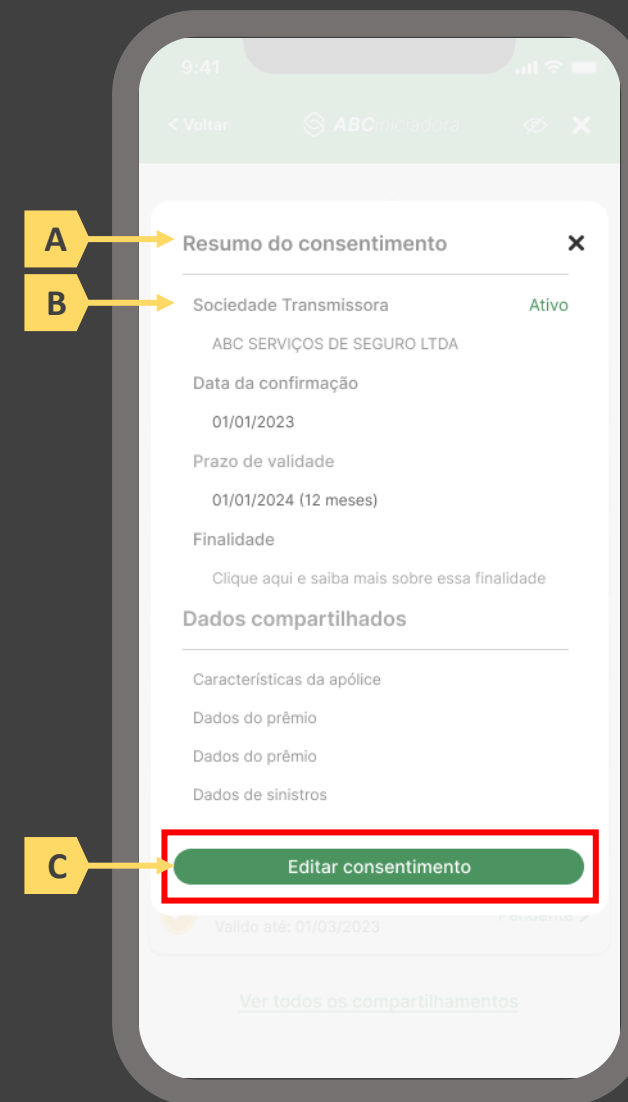 9:41
< Voltar ABCiniciadora
A
Resumo do consentimento
B
Sociedade Transmissora Ativo
ABC SERVIÇOS DE SEGURO LTDA
Data da confirmação
01/01/2023
Prazo de validade
01/01/2024 (12 meses)
Finalidade
Clique aqui e saiba mais sobre essa finalidade
Dados compartilhados
Características da apólice
Dados do prêmio
Dados do prêmio
Dados de sinistros
C
Editar consentimento
Pendente
Valido até: 01/03/2023
Ver todos os compartilhamentos